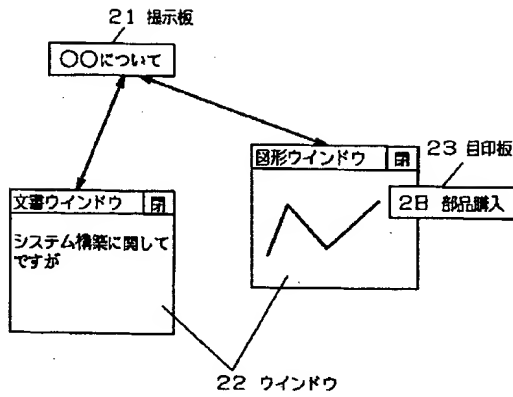 21 提示板
○○について
23 目印板
図形ウインドウ 閉
2日 部品購入
文書ウインドウ 閉
システム構築に関して
ですが
22 ウインドウ